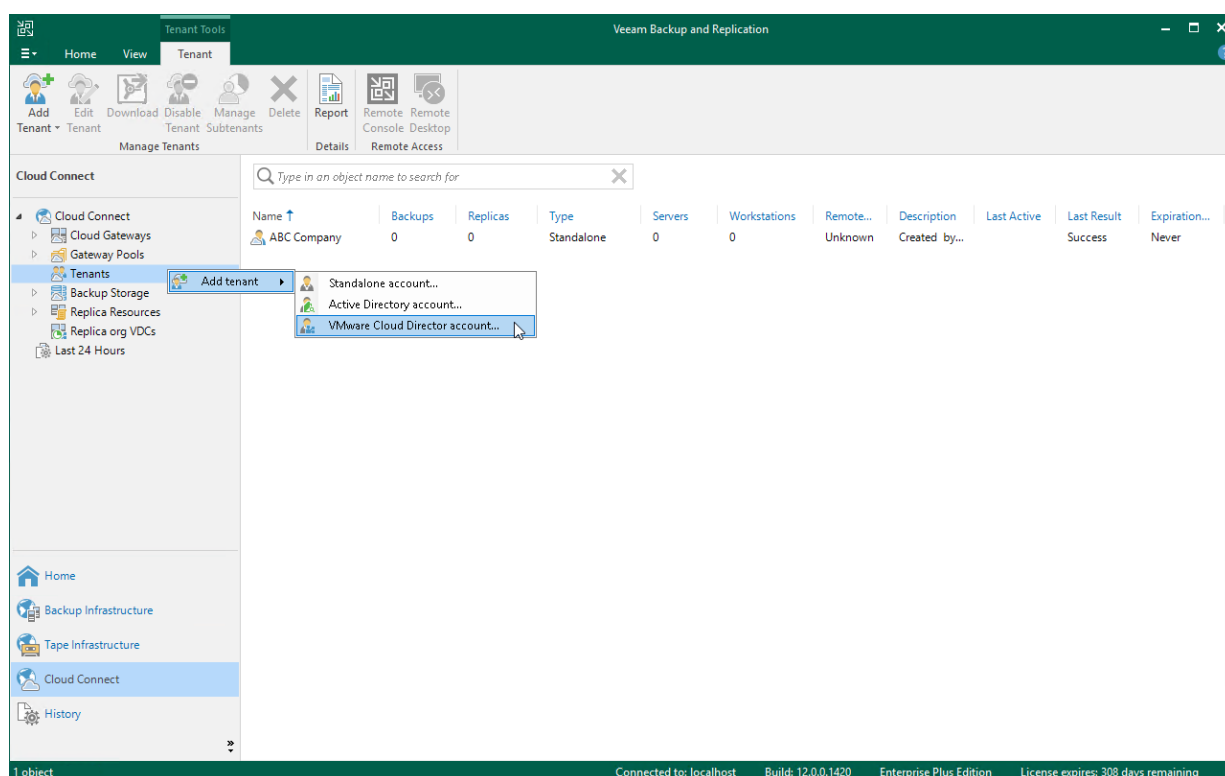 Tenant Tools
Veeam Backup and Replication
Home View Tenant
Add Tenant
Edit Tenant
Download
Disable Tenant
Manage Subtenants
Delete
Report
Remote Console
Remote Desktop
Manage Tenants
Details
Remote Access
Cloud Connect
Type in an object name to search for
Cloud Connect
Cloud Gateways
Gateway Pools
Tenants
Backup Storage
Replica Resources
Replica org VDCs
Last 24 Hours
Name Backups Replicas Type Servers Workstations Remote... Description Last Active Last Result Expiration...
ABC Company 0 0 Standalone 0 0 Unknown Created by... Success Never
Add tenant
Standalone account...
Active Directory account...
VMware Cloud Director account...
Home
Backup Infrastructure
Tape Infrastructure
Cloud Connect
History
1 object
Connected to: localhost Build: 12.0.0.1420 Enterprise Plus Edition License expires: 308 days remaining